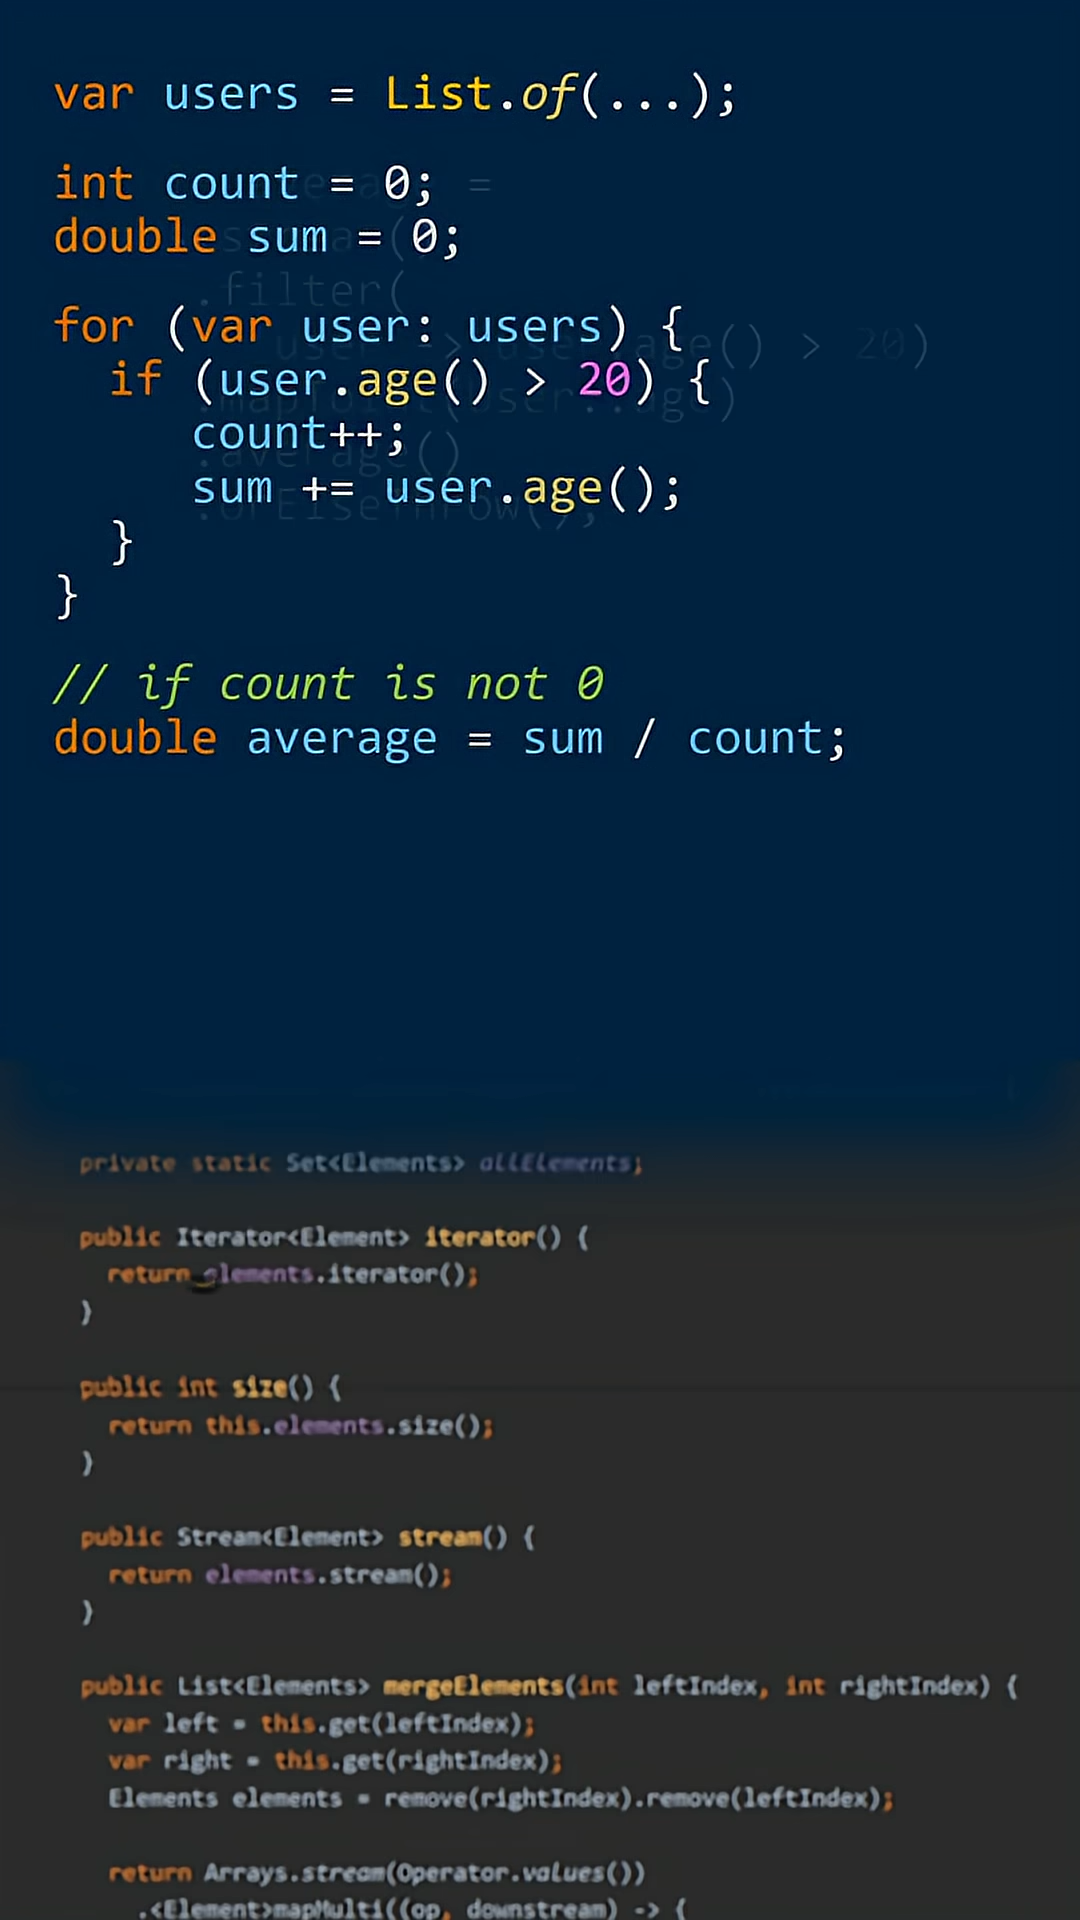 var users = List.of(...);
int count = 0;
double sum = 0;
for (var user: users) {
if (user.age() > 20) {
count++;
sum += user.age();
}
}
// if count is not 0
double average = sum / count;
private static Set<Elements> allElements;
public Iterator<Element> iterator() {
return elements.iterator();
}
public int size() {
return this.elements.size();
}
public Stream<Element> stream() {
return elements.stream();
}
public List<Elements> mergeElements(int leftIndex, int rightIndex) {
var left = this.get(leftIndex);
var right = this.get(rightIndex);
Elements elements = remove(rightIndex).remove(leftIndex);
return Arrays.stream(Operator.values())
.<Element>mapMulti((op, downstream) -> {